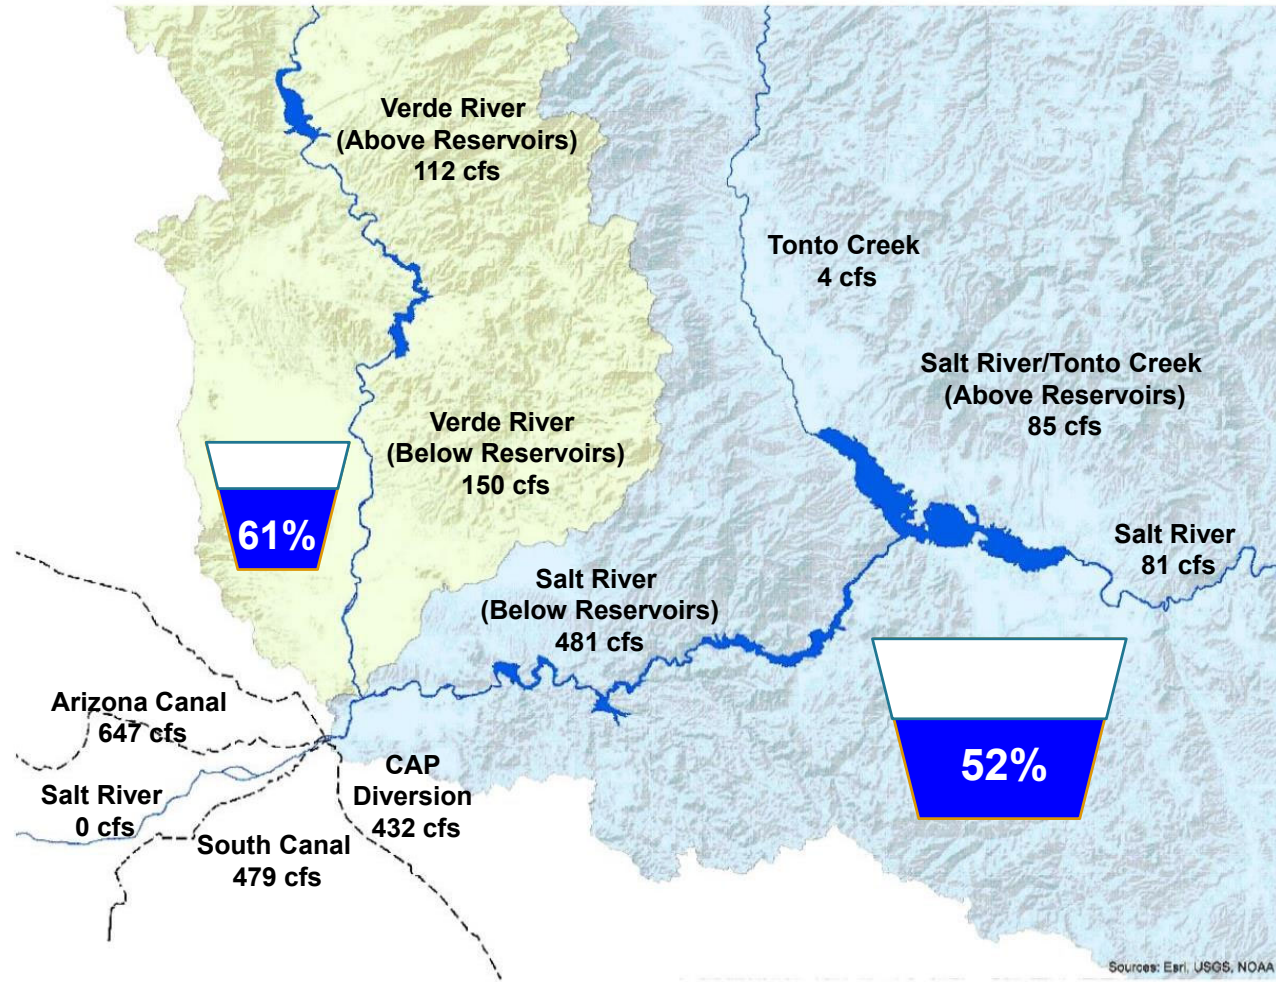 Verde River
(Above Reservoirs)
112 cfs
Tonto Creek
4 cfs
Salt River/Tonto Creek
(Above Reservoirs)
85 cfs
Verde River
(Below Reservoirs)
150 cfs
61%
Salt River
81 cfs
Salt River
(Below Reservoirs)
481 cfs
Arizona Canal
647 cfs
52%
CAP
Diversion
432 cfs
Salt River
0 cfs
South Canal
479 cfs
Sources: Esri, USGS, NOAA